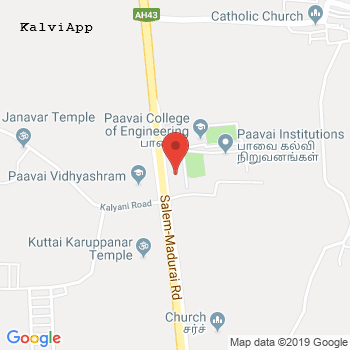 KalviApp
AH43
Catholic Church
Paavai College
of Engineering
Janavar Temple
Paavai Institutions
பாவை கல்வி
நிறுவனங்கள்
Paavai Vidhyashram
Kalyani Road
Salem-Madurai Rd
Kuttai Karuppanar
Temple
Church
சர்ச்
Google
Map data ©2019 Google